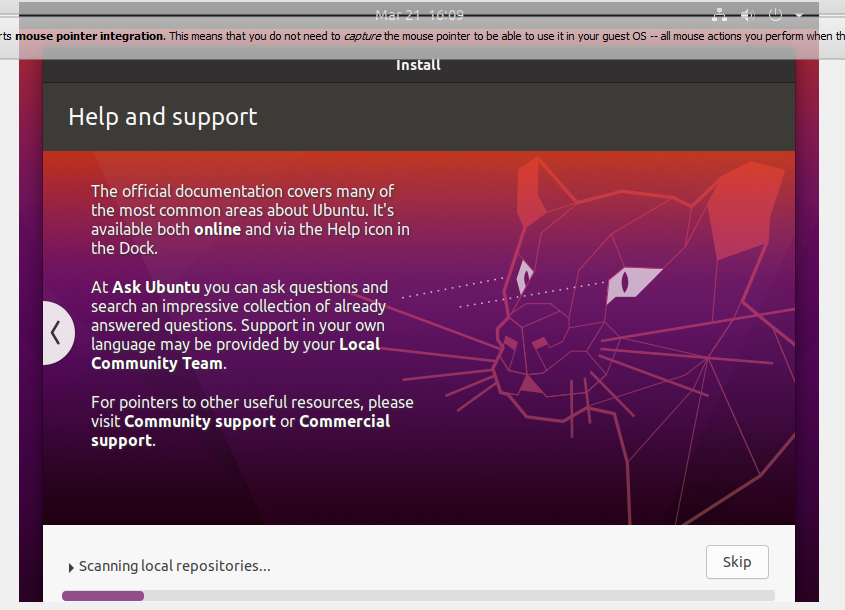 Mar 21 16:09
rts mouse pointer integration. This means that you do not need to capture the mouse pointer to be able to use it in your guest OS -- all mouse actions you perform when th
Install
Help and support
The official documentation covers many of
the most common areas about Ubuntu. It's
available both online and via the Help icon in
the Dock.
At Ask Ubuntu you can ask questions and
search an impressive collection of already
answered questions. Support in your own
language may be provided by your Local
Community Team.
For pointers to other useful resources, please
visit Community support or Commercial
support.
Scanning local repositories...
Skip